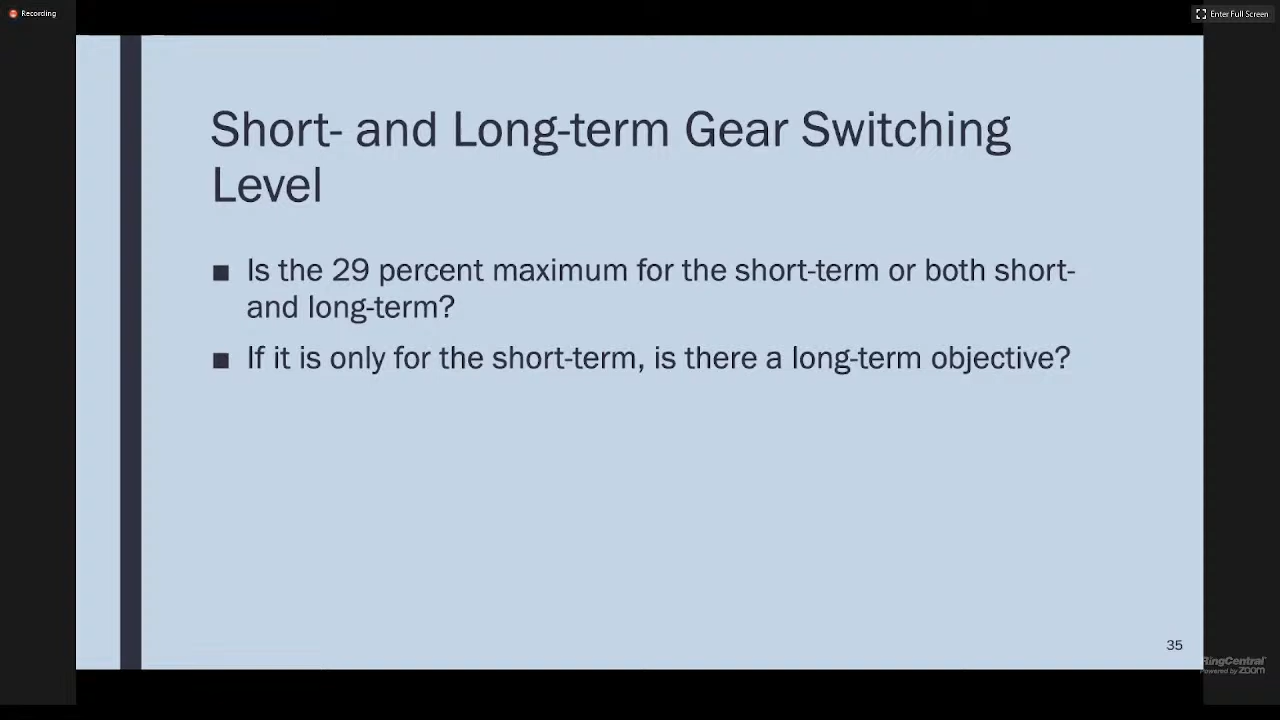 Recording
Enter Full Screen
Short- and Long-term Gear Switching
Level
■ Is the 29 percent maximum for the short-term or both short-
and long-term?
■ If it is only for the short-term, is there a long-term objective?
35
RingCentral
Powered by zoom